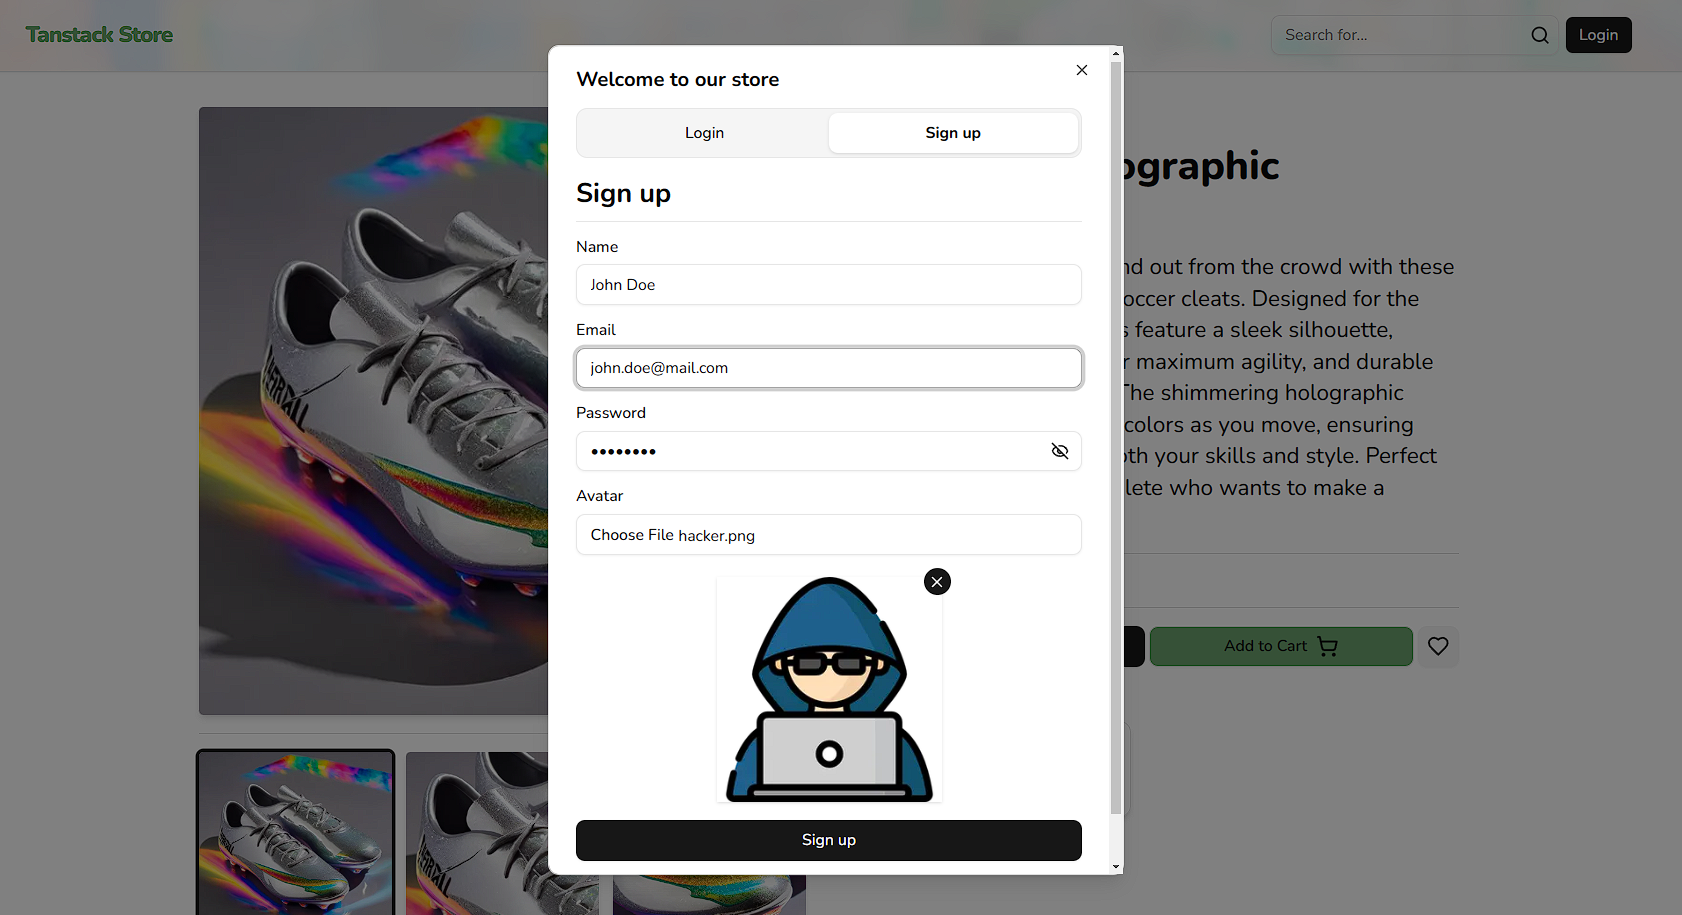 Tanstack Store
Search for...
Login
Welcome to our store
Login
Sign up
Sign up
Name
John Doe
Email
john.doe@mail.com
Password
••••••••
Avatar
Choose File hacker.png
Sign up
ographic
nd out from the crowd with these
occer cleats. Designed for the
s feature a sleek silhouette,
r maximum agility, and durable
The shimmering holographic
colors as you move, ensuring
th your skills and style. Perfect
lete who wants to make a
Add to Cart